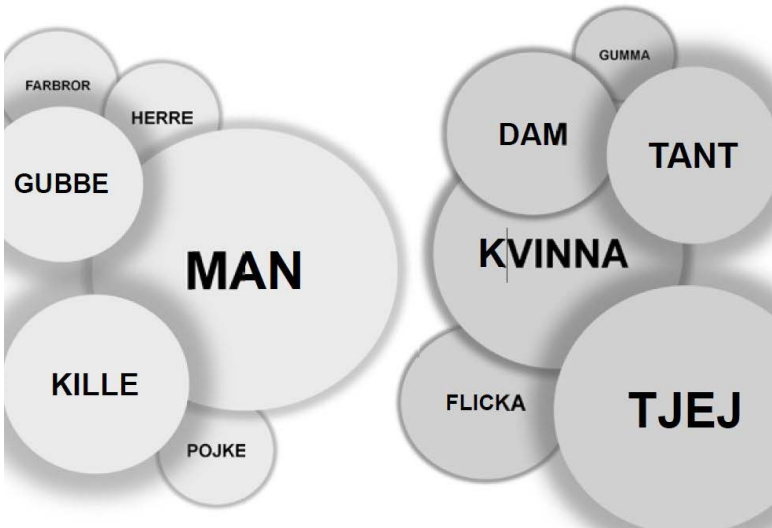 FARBROR
HERRE
GUBBE
MAN
KILLE
POJKE
GUMMA
DAM
TANT
KVINNA
FLICKA
TJEJ